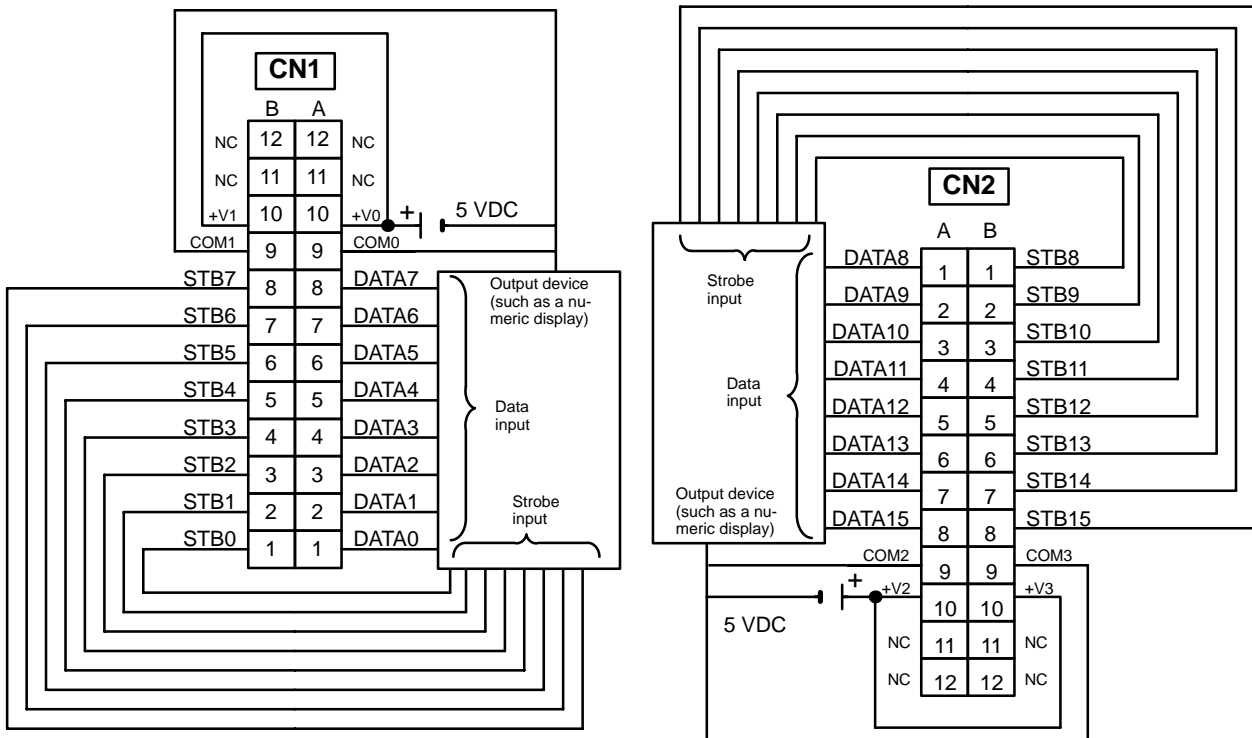 CN1
B A
NC 12 12 NC
NC 11 11 NC
+V1 10 10 +V0 + 5 VDC
COM1 9 9 COM0
STB7 8 8 DATA7
STB6 7 7 DATA6
STB5 6 6 DATA5
STB4 5 5 DATA4
STB3 4 4 DATA3
STB2 3 3 DATA2
STB1 2 2 DATA1
STB0 1 1 DATA0
Output device
(such as a nu-
meric display)
Data
input
Strobe
input
CN2
A B
Strobe
input
DATA8 1 1 STB8
DATA9 2 2 STB9
DATA10 3 3 STB10
DATA11 4 4 STB11
DATA12 5 5 STB12
DATA13 6 6 STB13
DATA14 7 7 STB14
DATA15 8 8 STB15
Data
input
Output device
(such as a nu-
meric display)
COM2 9 9 COM3
+ +V2 10 10 +V3
5 VDC
NC 11 11 NC
NC 12 12 NC